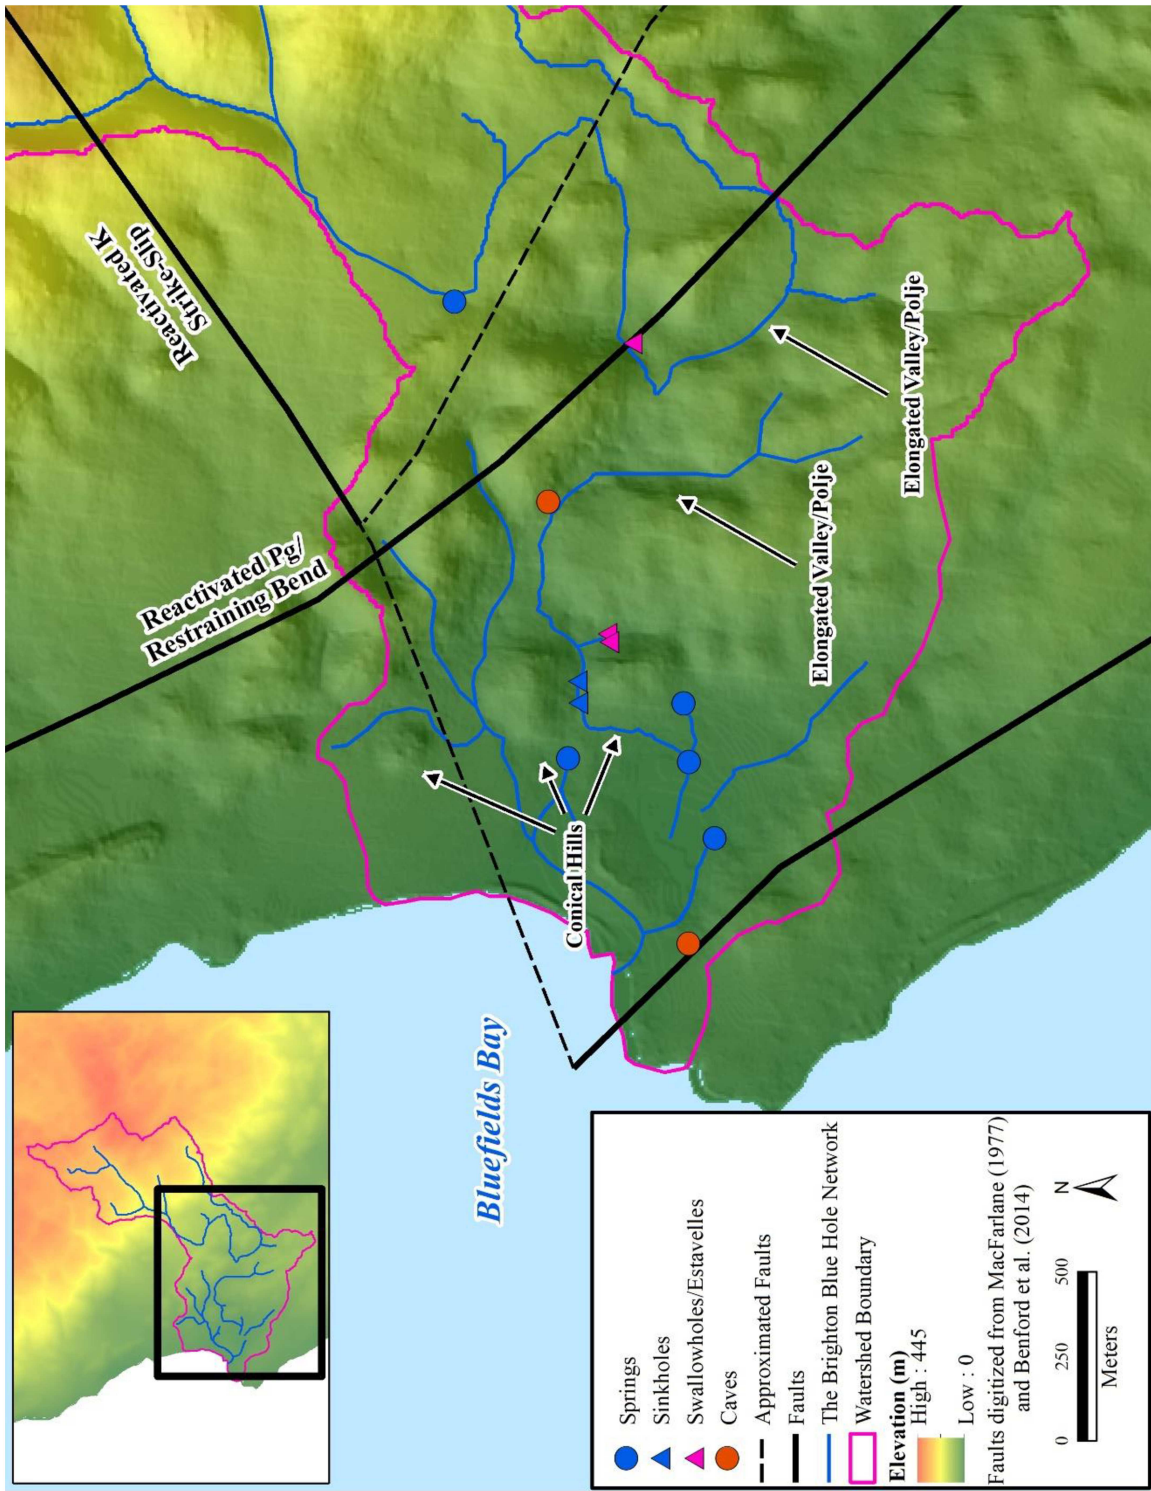 Reactivated K
Strike-Slip
Reactivated Pg/
Restraining Bend
Elongated Valley/Polje
Elongated Valley/Polje
Conical Hills
Bluefields Bay
Springs
Sinkholes
Swallowholes/Estavelles
Caves
Approximated Faults
Faults
The Brighton Blue Hole Network
Watershed Boundary
Elevation (m)
High : 445
Low : 0
Faults digitized from MacFarlane (1977)
and Benford et al. (2014)
N
0 250 500
Meters